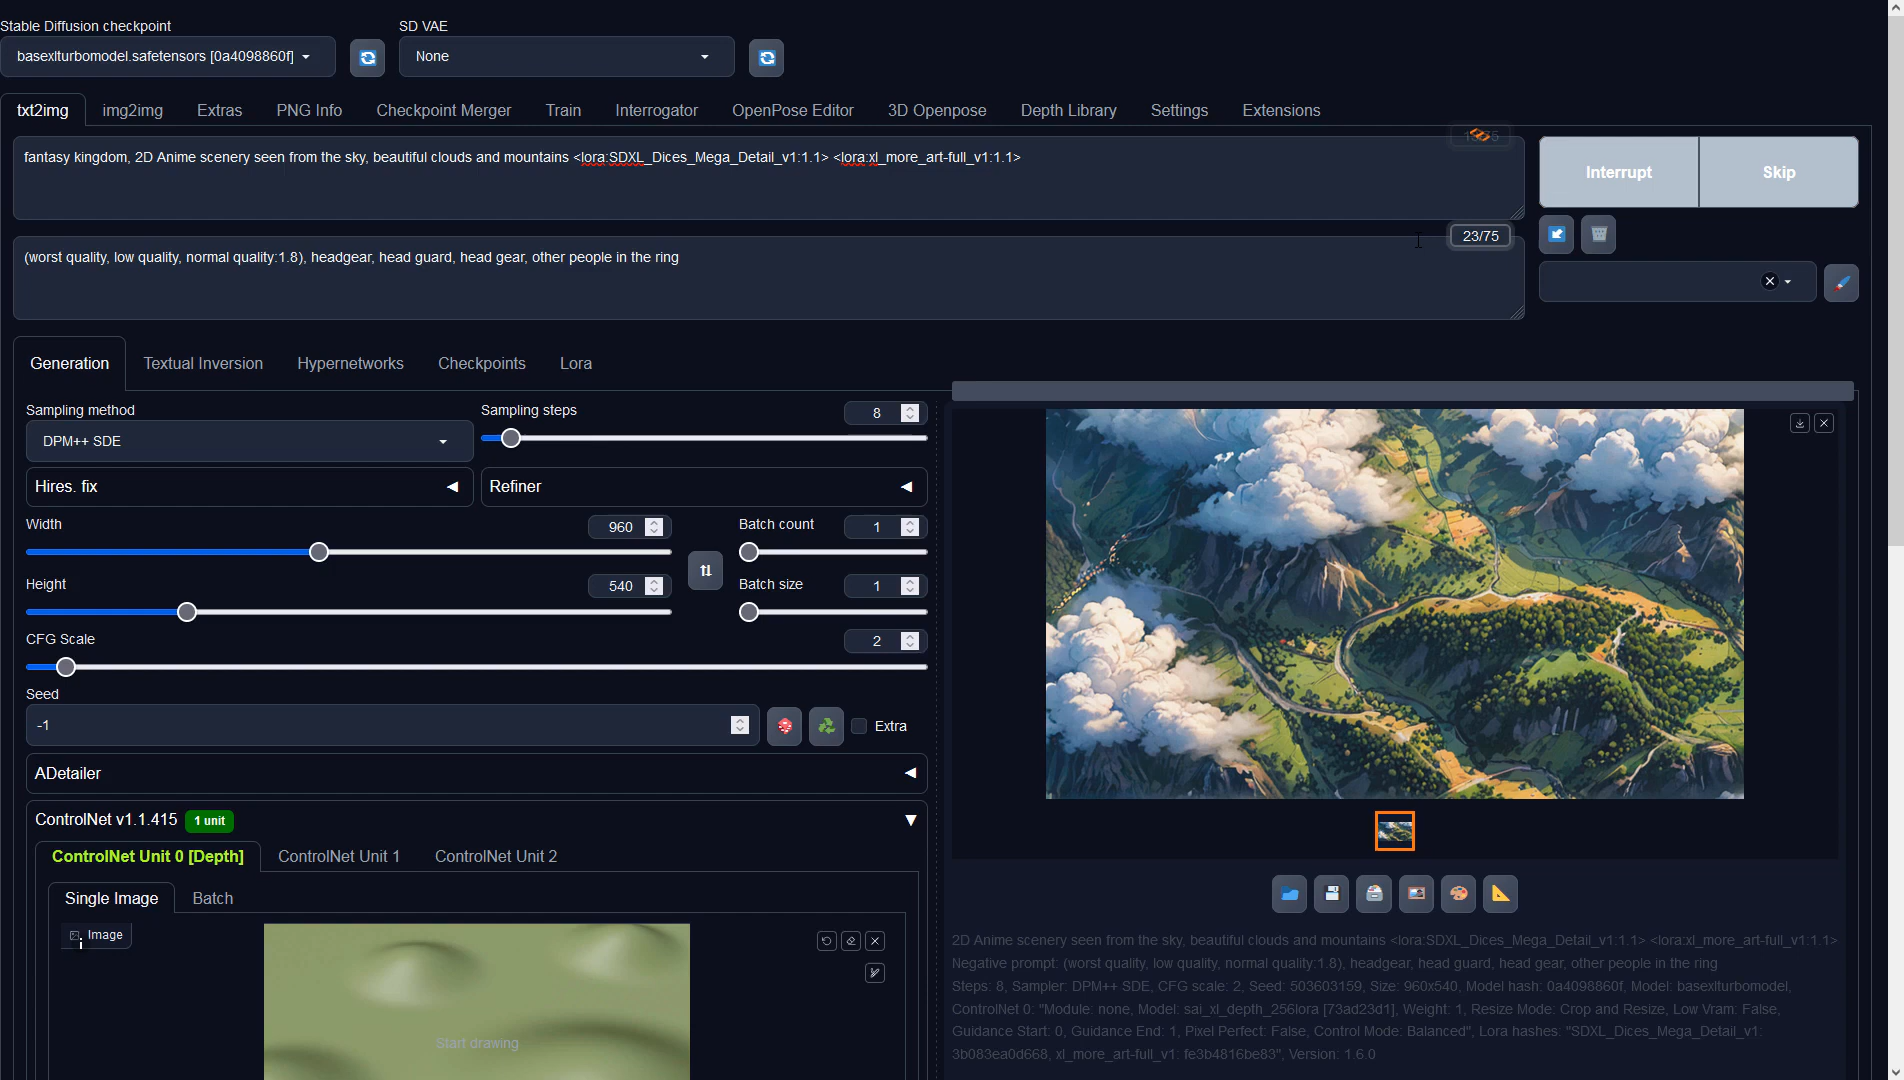 Stable Diffusion checkpoint
SD VAE
basexlturbomodel.safetensors [0a4098860f]
None
txt2img
img2img
Extras
PNG Info
Checkpoint Merger
Train
Interrogator
OpenPose Editor
3D Openpose
Depth Library
Settings
Extensions
fantasy kingdom, 2D Anime scenery seen from the sky, beautiful clouds and mountains <lora:SDXL_Dices_Mega_Detail_v1:1.1> <lora:xl_more_art-full_v1:1.1>
Interrupt
Skip
23/75
(worst quality, low quality, normal quality:1.8), headgear, head guard, head gear, other people in the ring
Generation
Textual Inversion
Hypernetworks
Checkpoints
Lora
Sampling method
DPM++ SDE
Sampling steps
8
Hires. fix
Refiner
Width
960
Batch count
1
Height
540
Batch size
1
CFG Scale
2
Seed
-1
Extra
ADetailer
ControlNet v1.1.415
1 unit
ControlNet Unit 0 [Depth]
ControlNet Unit 1
ControlNet Unit 2
Single Image
Batch
Image
Start drawing
2D Anime scenery seen from the sky, beautiful clouds and mountains <lora:SDXL_Dices_Mega_Detail_v1:1.1> <lora:xl_more_art-full_v1:1.1>
Negative prompt: (worst quality, low quality, normal quality:1.8), headgear, head guard, head gear, other people in the ring
Steps: 8, Sampler: DPM++ SDE, CFG scale: 2, Seed: 503603159, Size: 960x540, Model hash: 0a4098860f, Model: basexlturbomodel,
ControlNet 0: "Module: none, Model: sai_xl_depth_256lora [73ad23d1], Weight: 1, Resize Mode: Crop and Resize, Low Vram: False,
Guidance Start: 0, Guidance End: 1, Pixel Perfect: False, Control Mode: Balanced", Lora hashes: "SDXL_Dices_Mega_Detail_v1:
3b083ea0d668, xl_more_art-full_v1: fe3b4816be83", Version: 1.6.0